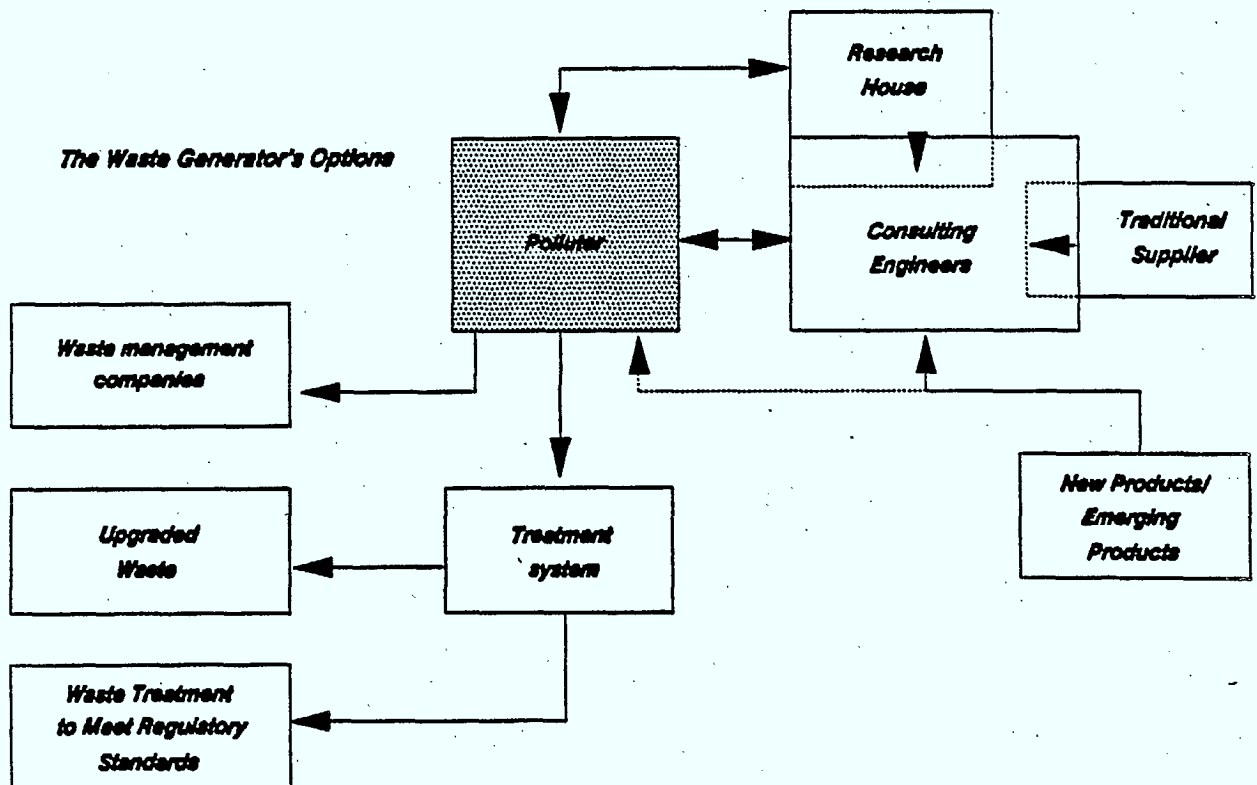 Research
House
The Waste Generator's Options
Polluter
Consulting
Engineers
Traditional
Supplier
Waste management
companies
New Products/
Emerging
Products
Upgraded
Waste
Treatment
system
Waste Treatment
to Meet Regulatory
Standards